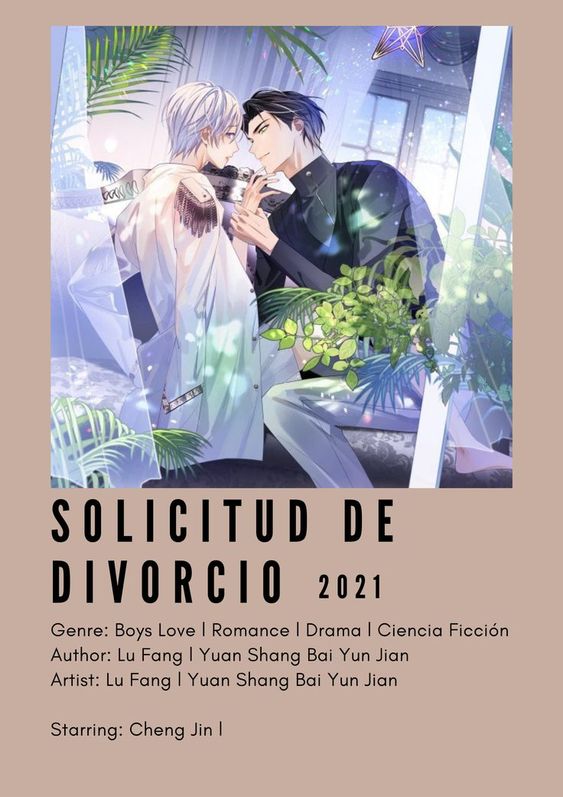 SOLICITUD DE
DIVORCIO 2021
Genre: Boys Love | Romance | Drama | Ciencia Ficción
Author: Lu Fang | Yuan Shang Bai Yun Jian
Artist: Lu Fang | Yuan Shang Bai Yun Jian
Starring: Cheng Jin |